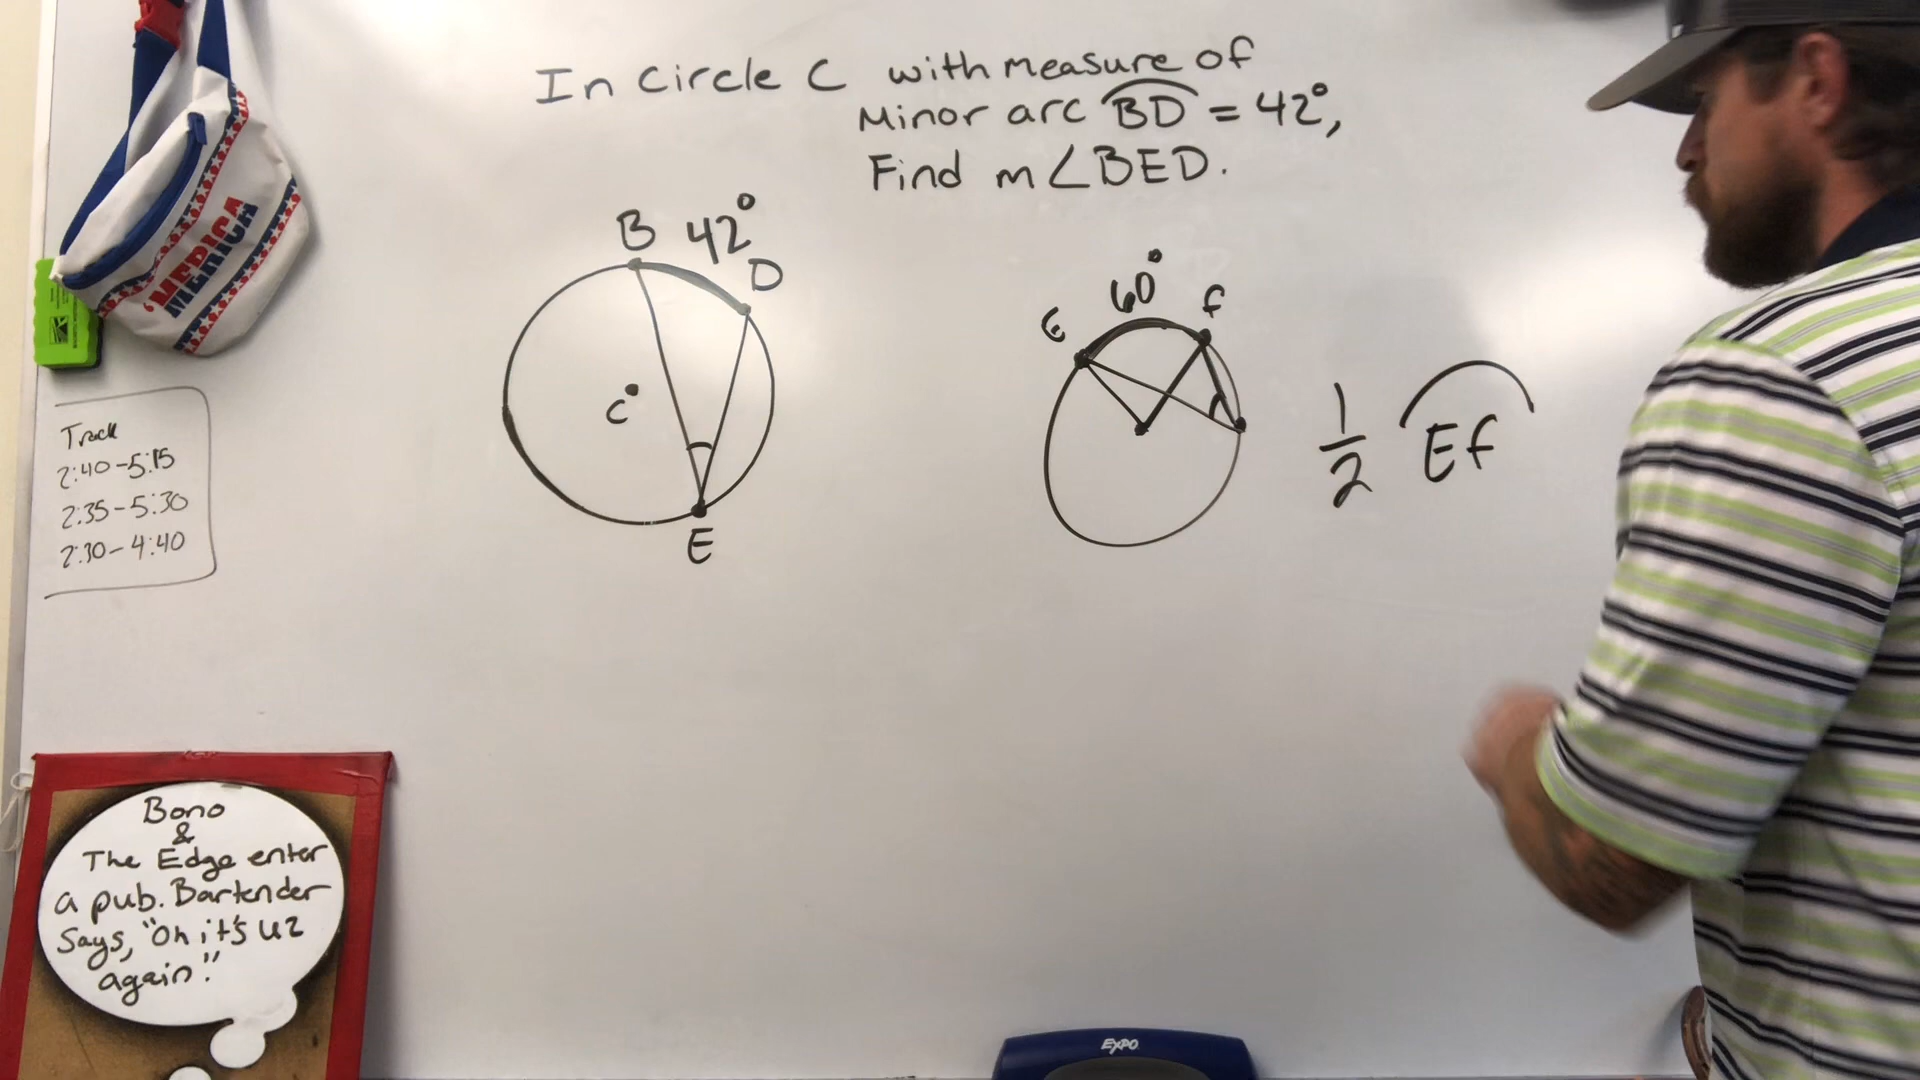 In Circle C with measure of
Minor arc BD = 42°,
Find m∠BED.
B 42°
D
C
E
60°
E
f
1/2 Ef
'MERICA
Track
2:40-5:15
2:35-5:30
2:30-4:40
Bono
&
The Edge enter
a pub. Bartender
Says, "Oh it's U2
again."
EXPO